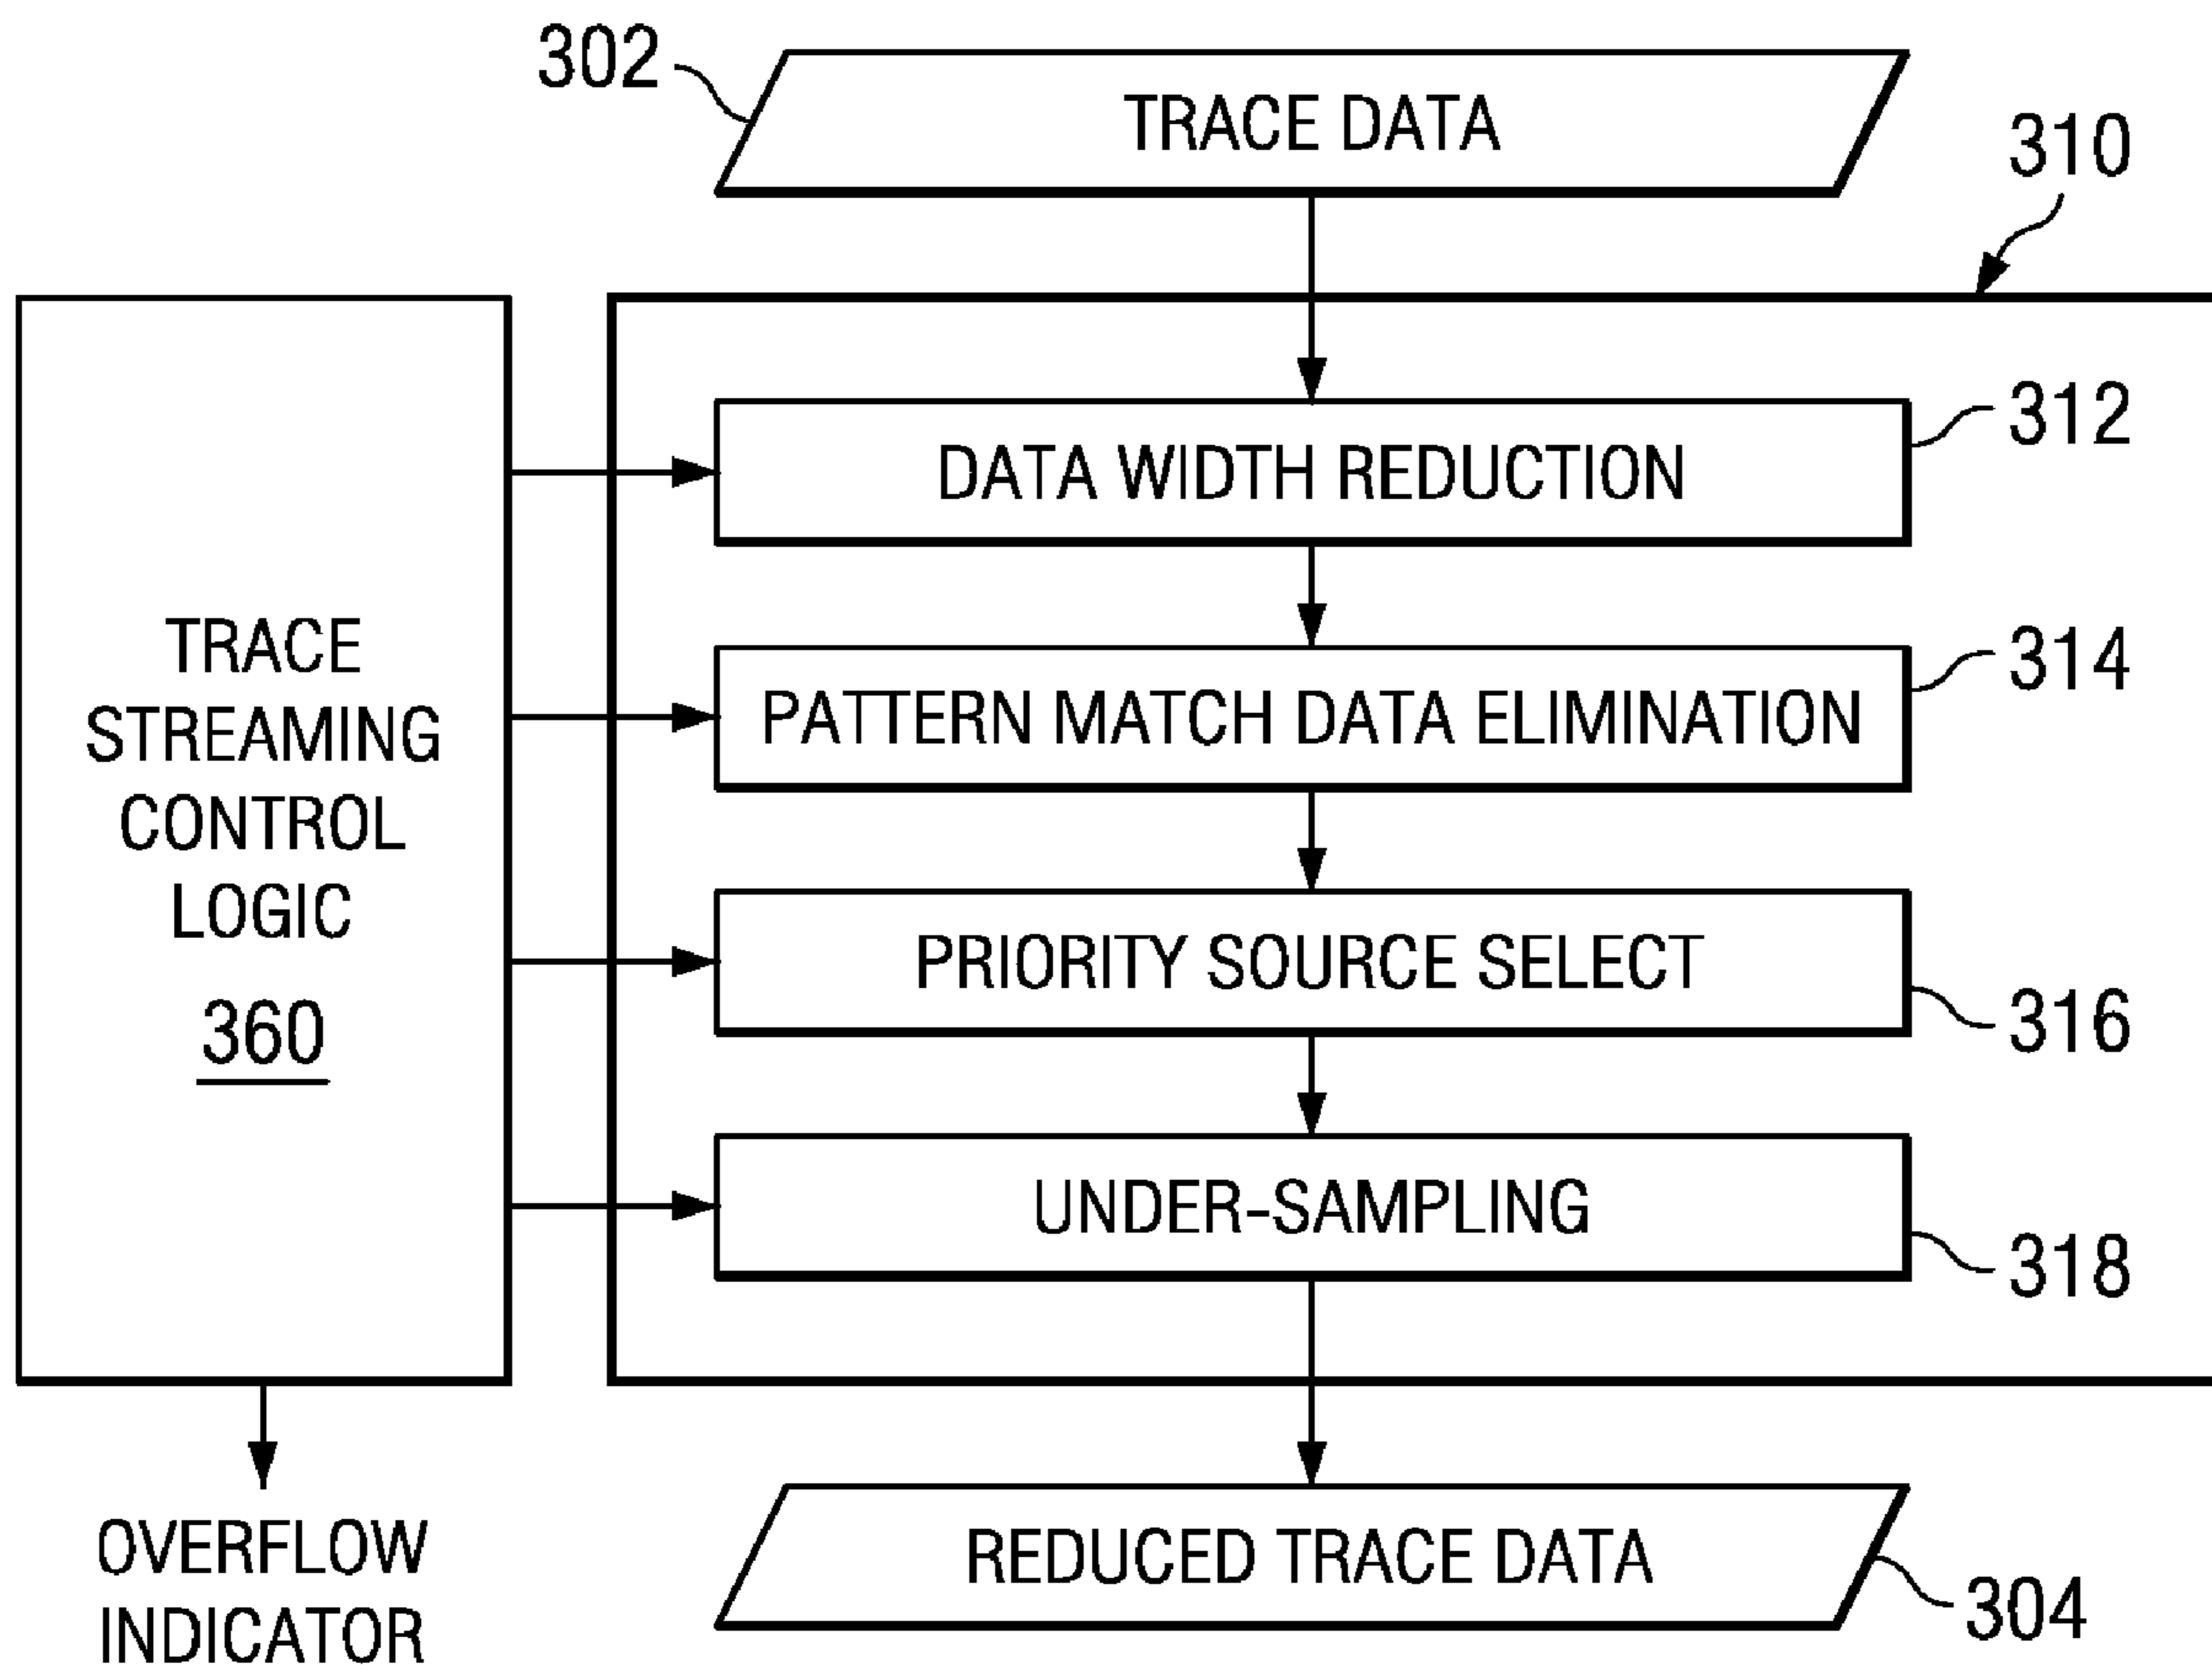 302
TRACE DATA
310
312
DATA WIDTH REDUCTION
314
PATTERN MATCH DATA ELIMINATION
TRACE
STREAMING
CONTROL
LOGIC
360
PRIORITY SOURCE SELECT
316
UNDER-SAMPLING
318
OVERFLOW
INDICATOR
REDUCED TRACE DATA
304